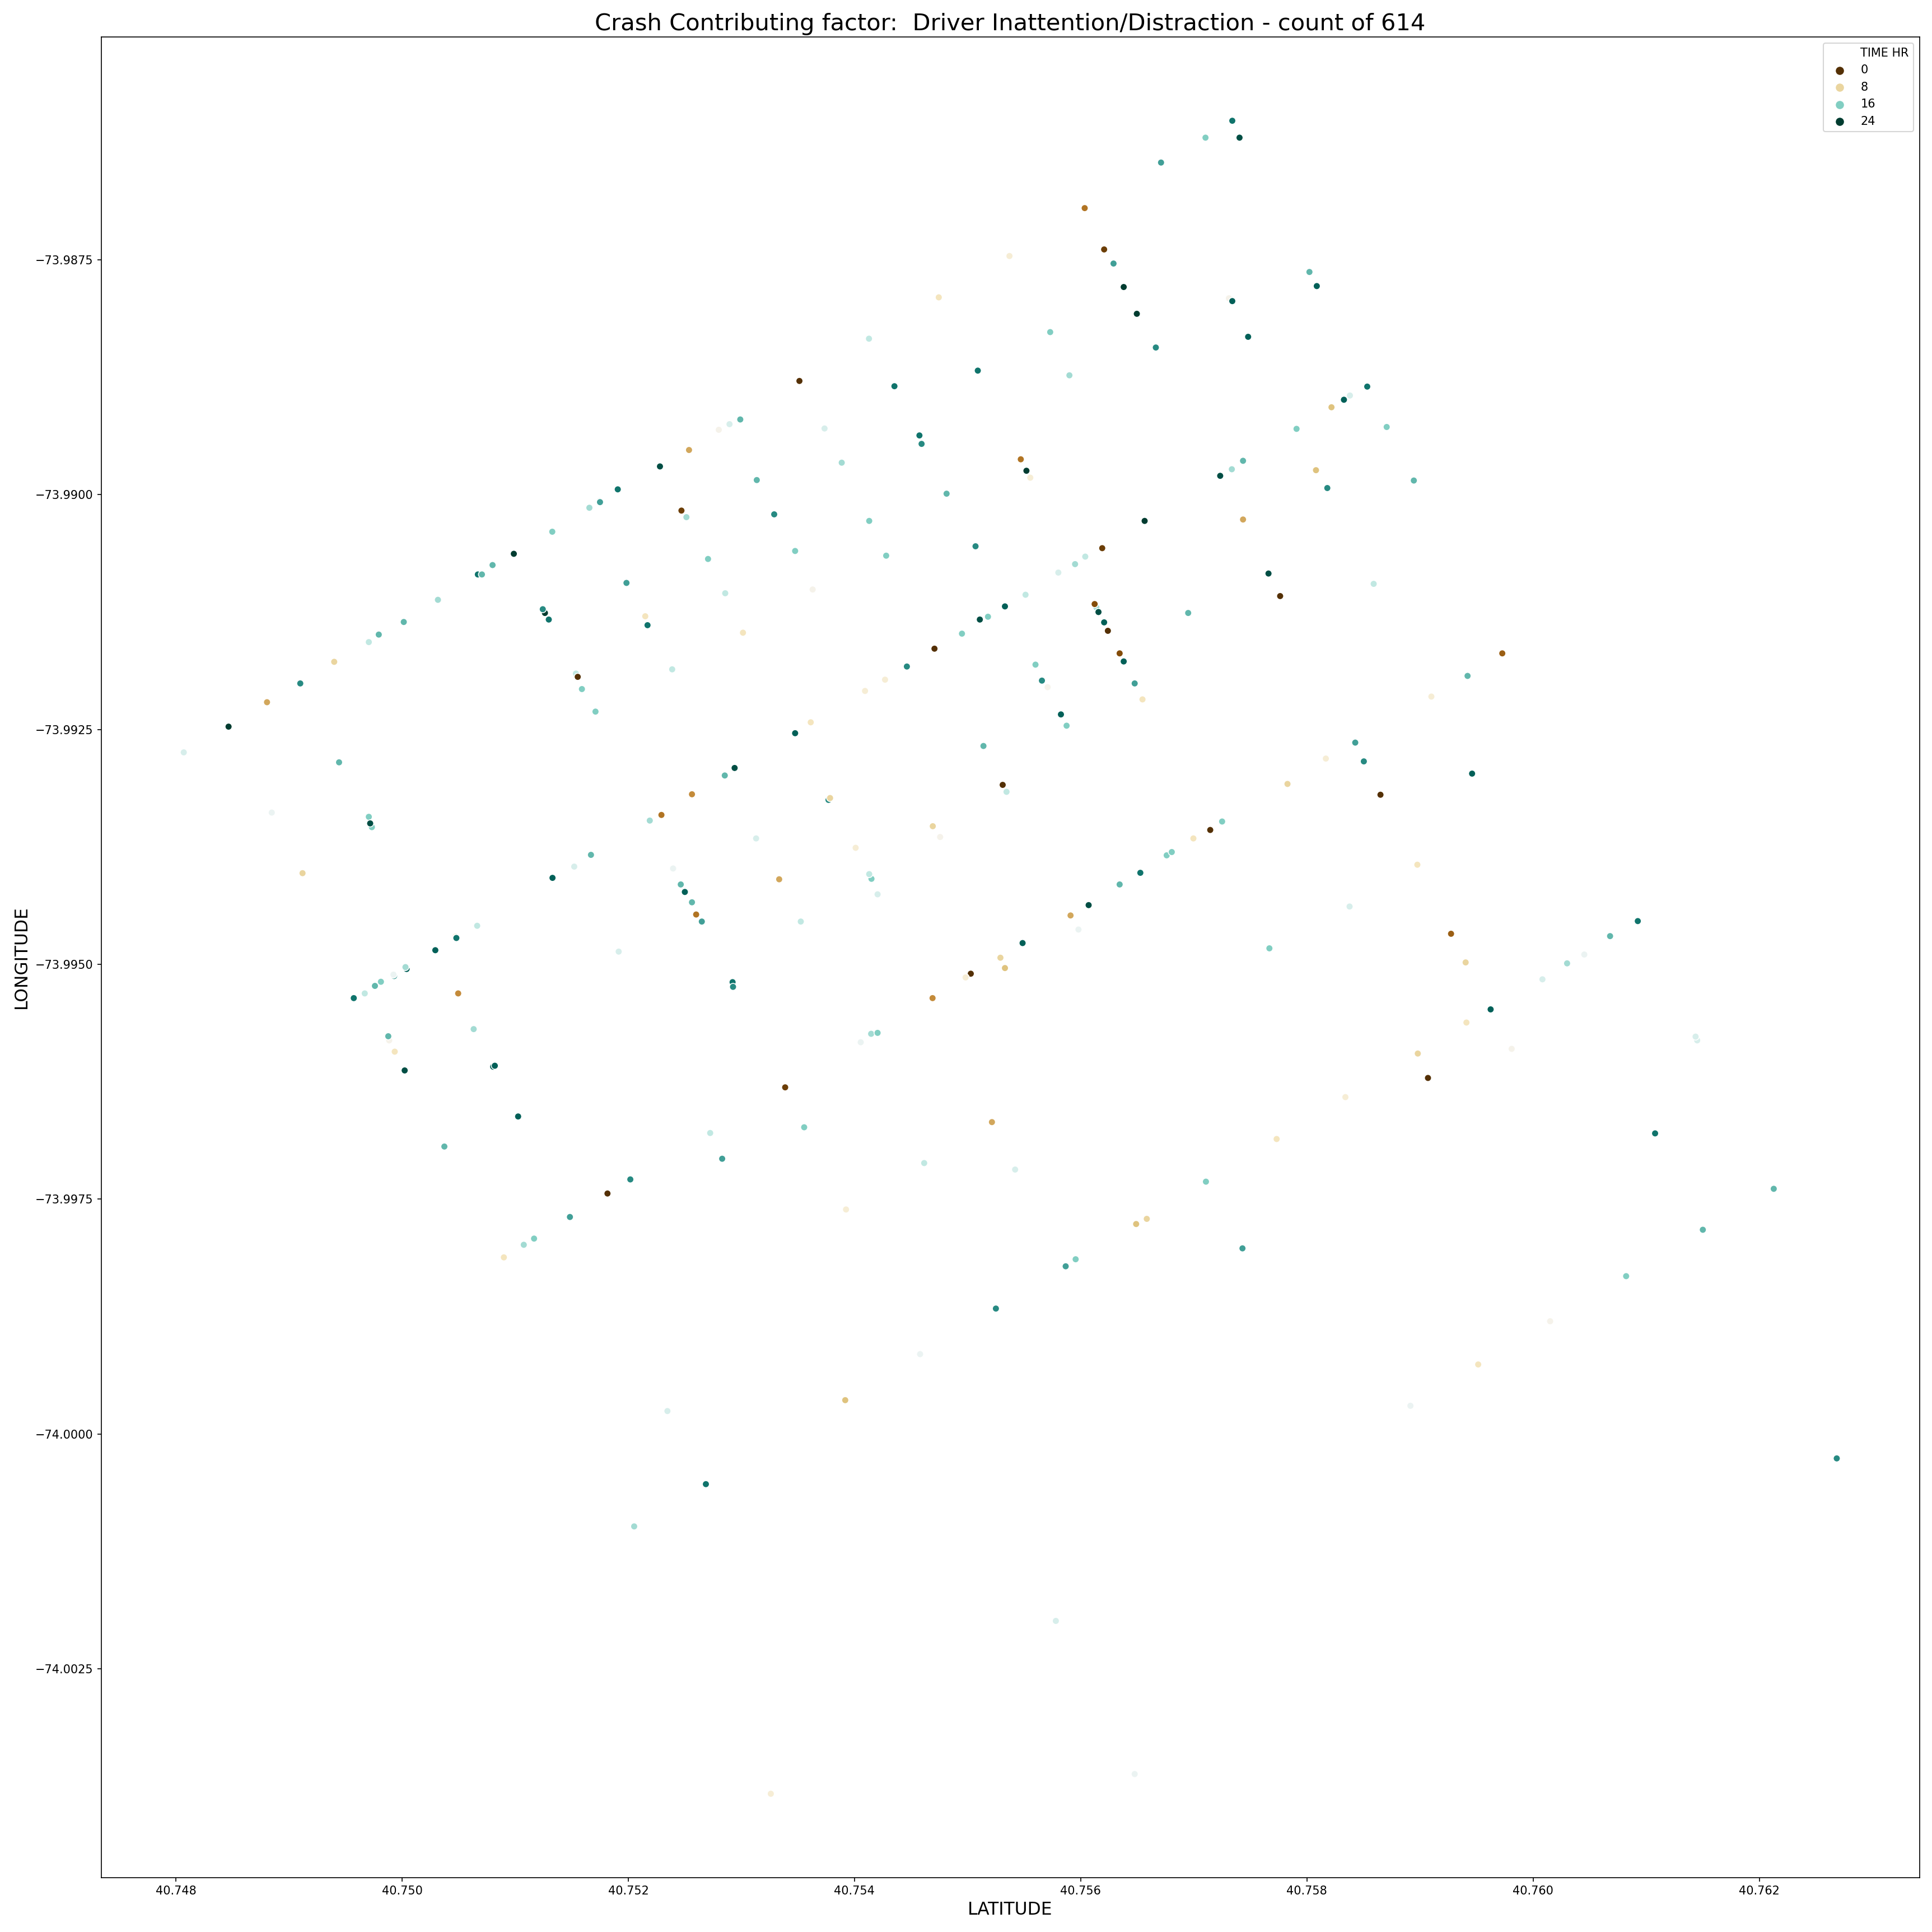 Crash Contributing factor:  Driver Inattention/Distraction - count of 614
TIME HR
0
8
16
24
−73.9875
−73.9900
−73.9925
−73.9950
−73.9975
−74.0000
−74.0025
LONGITUDE
40.748 40.750 40.752 40.754 40.756 40.758 40.760 40.762
LATITUDE